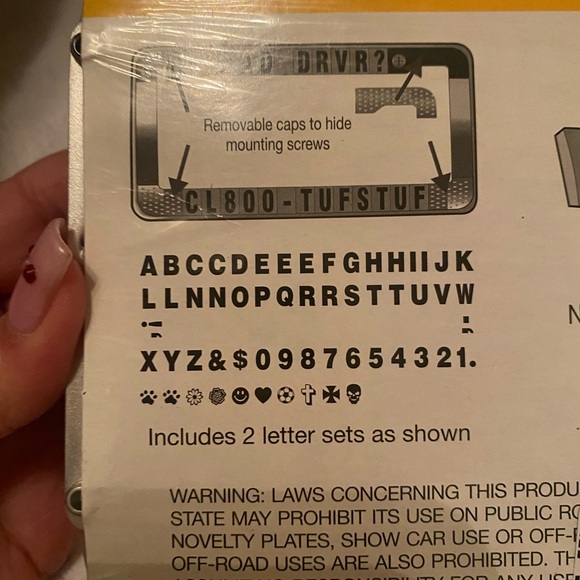 DRVR?
Removable caps to hide
mounting screws
CL800-TUFSTUF
ABCCDEEEFGHHIIJK
LLNNOPQRRSTTUVW
XYZ&$0987654321.
Includes 2 letter sets as shown
N
WARNING: LAWS CONCERNING THIS PRODU
STATE MAY PROHIBIT ITS USE ON PUBLIC RO
NOVELTY PLATES, SHOW CAR USE OR OFF-
OFF-ROAD USES ARE ALSO PROHIBITED. TH